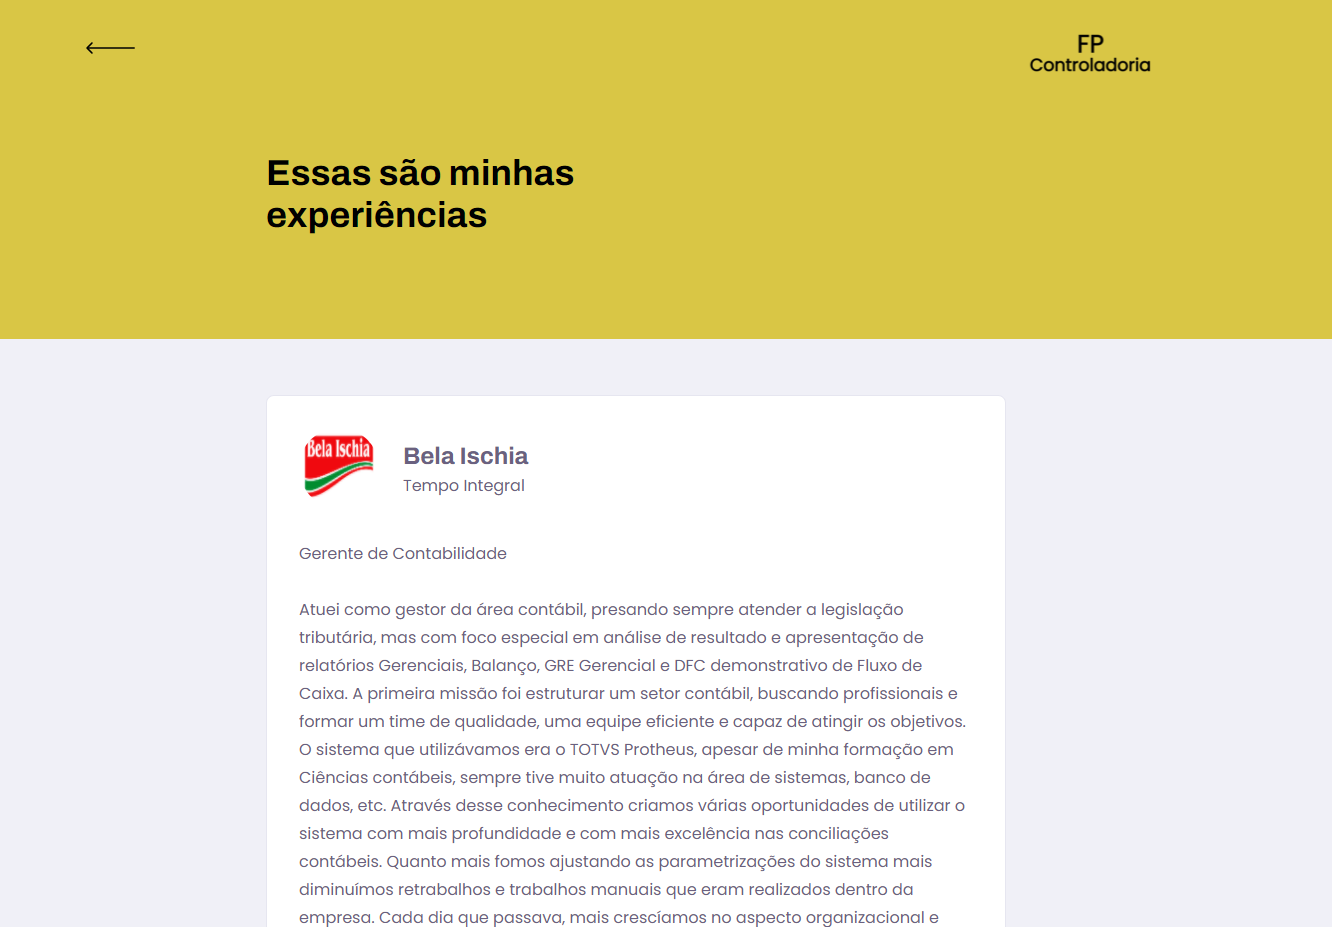 FP
Controladoria
Essas são minhas
experiências
Bela Ischia
Bela Ischia
Tempo Integral
Gerente de Contabilidade
Atuei como gestor da área contábil, presando sempre atender a legislação
tributária, mas com foco especial em análise de resultado e apresentação de
relatórios Gerenciais, Balanço, GRE Gerencial e DFC demonstrativo de Fluxo de
Caixa. A primeira missão foi estruturar um setor contábil, buscando profissionais e
formar um time de qualidade, uma equipe eficiente e capaz de atingir os objetivos.
O sistema que utilizávamos era o TOTVS Protheus, apesar de minha formação em
Ciências contábeis, sempre tive muito atuação na área de sistemas, banco de
dados, etc. Através desse conhecimento criamos várias oportunidades de utilizar o
sistema com mais profundidade e com mais excelência nas conciliações
contábeis. Quanto mais fomos ajustando as parametrizações do sistema mais
diminuímos retrabalhos e trabalhos manuais que eram realizados dentro da
empresa. Cada dia que passava, mais crescíamos no aspecto organizacional e